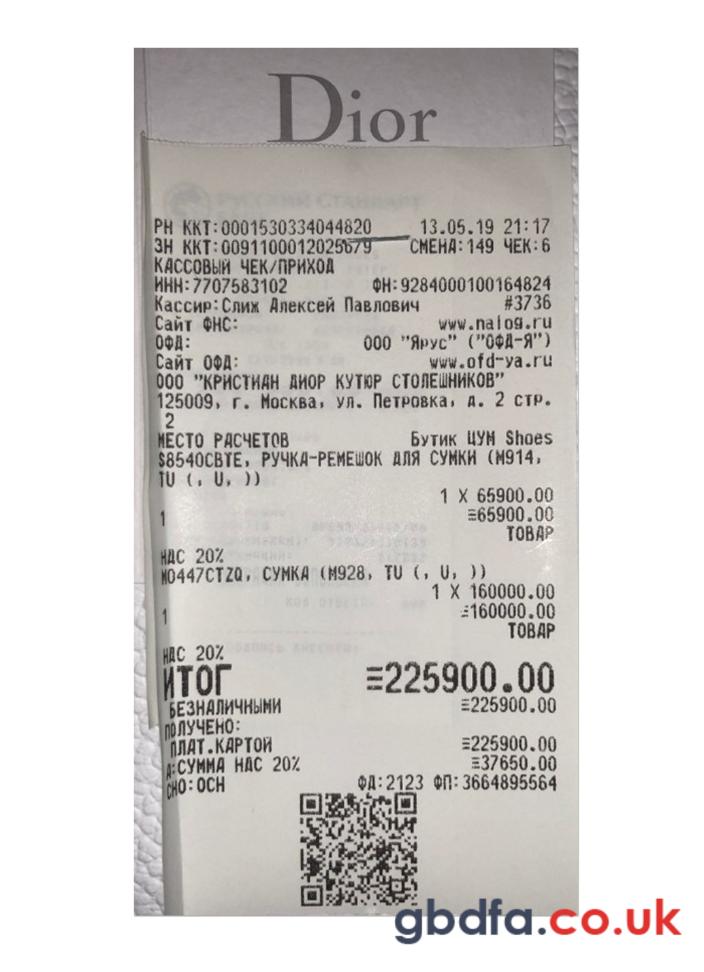 Dior
РУССКИЙ СТАНДАРТ
РН ККТ:0001530334044820 13.05.19 21:17
ЗН ККТ:0091100012025679 СМЕНА:149 ЧЕК:6
КАССОВЫЙ ЧЕК/ПРИХОД
ИНН:7707583102 ФН:9284000100164824
Кассир:Слих Алексей Павлович #3736
Сайт ФНС: www.nalog.ru
ОФД: ООО "Ярус" ("ОФД-Я")
Сайт ОФД: www.ofd-ya.ru
ООО "КРИСТИАН ДИОР КУТЮР СТОЛЕШНИКОВ"
125009, г. Москва, ул. Петровка, д. 2 стр.
2
МЕСТО РАСЧЕТОВ Бутик ЦУМ Shoes
S8540CBTE, РУЧКА-РЕМЕШОК ДЛЯ СУМКИ (M914,
TU (, U, ))
1 X 65900.00
1 ≡65900.00
ТОВАР
НДС 20%
M0447CTZQ, СУМКА (M928, TU (, U, ))
1 X 160000.00
1 ≡160000.00
ТОВАР
НДС 20%
ИТОГ ≡225900.00
БЕЗНАЛИЧНЫМИ ≡225900.00
ПОЛУЧЕНО:
ПЛАТ.КАРТОЙ ≡225900.00
А:СУММА НДС 20% ≡37650.00
СНО:ОСН ФД:2123 ФП:3664895564
gbdfa.co.uk